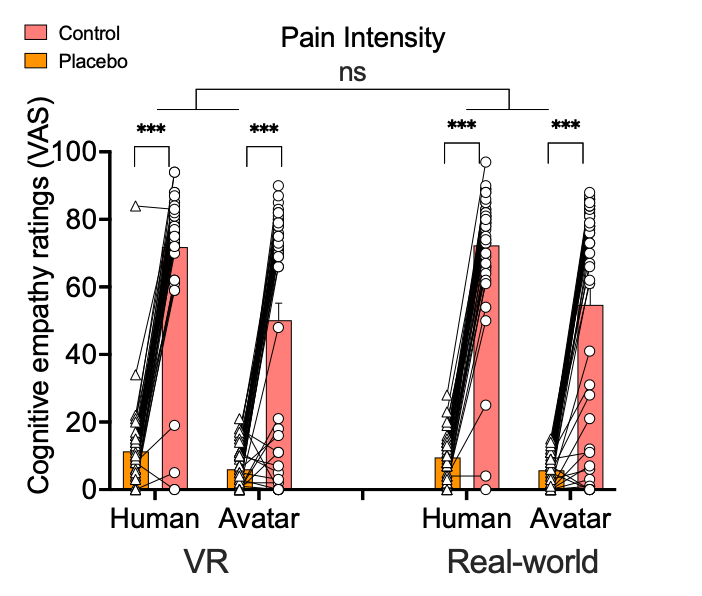 Control
Placebo
Pain Intensity
ns
*** *** *** ***
Cognitive empathy ratings (VAS)
100
80
60
40
20
0
Human Avatar Human Avatar
VR Real-world